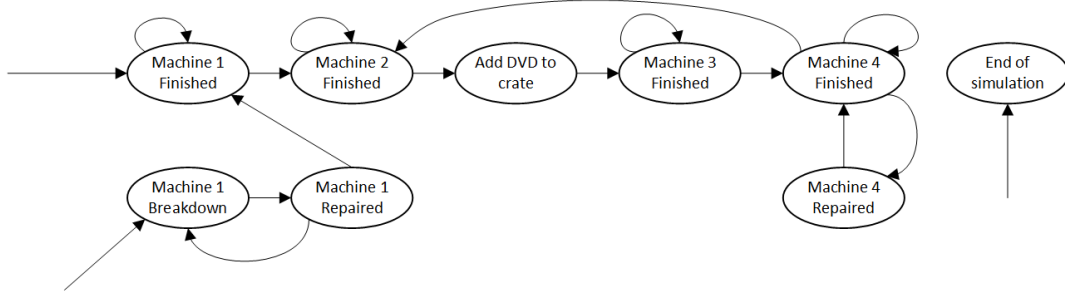 Machine 1
Finished
Machine 2
Finished
Add DVD to
crate
Machine 3
Finished
Machine 4
Finished
End of
simulation
Machine 1
Breakdown
Machine 1
Repaired
Machine 4
Repaired